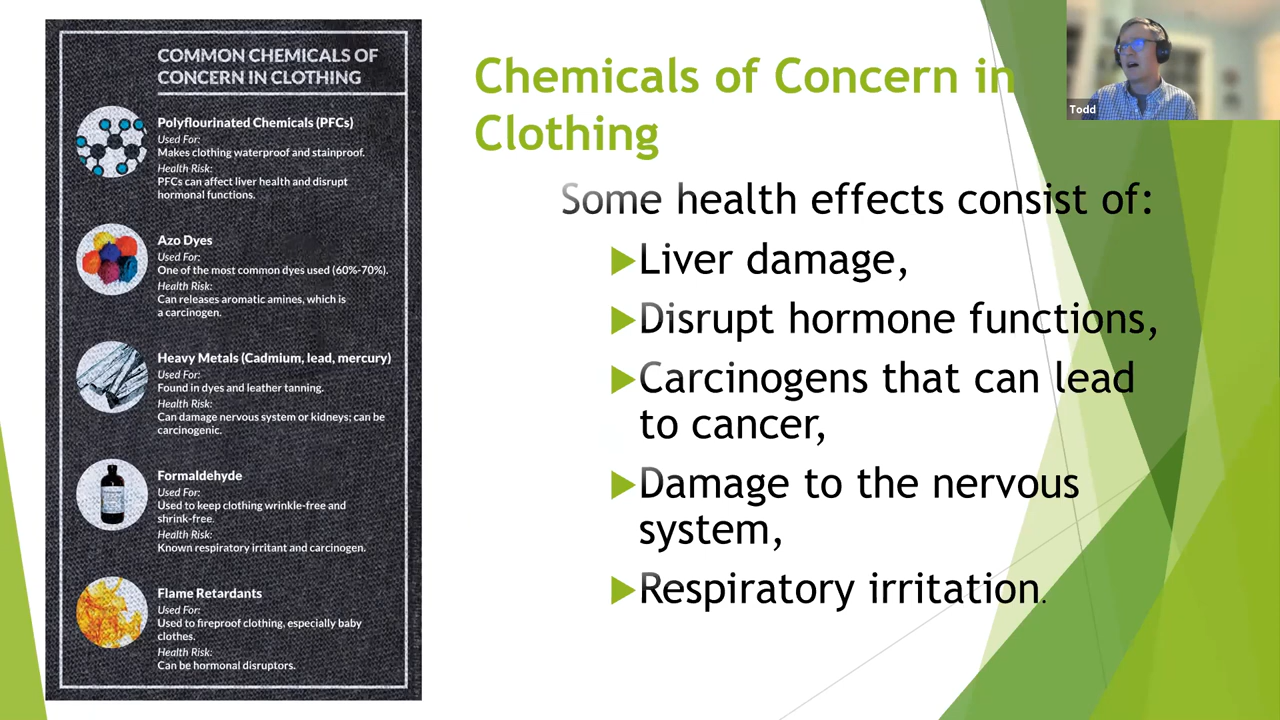 COMMON CHEMICALS OF
CONCERN IN CLOTHING
Polyflourinated Chemicals (PFCs)
Used For:
Makes clothing waterproof and stainproof.
Health Risk:
PFCs can affect liver health and disrupt
hormonal functions.
Azo Dyes
Used For:
One of the most common dyes used (60%-70%).
Health Risk:
Can releases aromatic amines, which is
a carcinogen.
Heavy Metals (Cadmium, lead, mercury)
Used For:
Found in dyes and leather tanning.
Health Risk:
Can damage nervous system or kidneys; can be
carcinogenic.
Formaldehyde
Used For:
Used to keep clothing wrinkle-free and
shrink-free.
Health Risk:
Known respiratory irritant and carcinogen.
Flame Retardants
Used For:
Used to fireproof clothing, especially baby
clothes.
Health Risk:
Can be hormonal disruptors.
Chemicals of Concern in
Clothing
Some health effects consist of:
Liver damage,
Disrupt hormone functions,
Carcinogens that can lead
to cancer,
Damage to the nervous
system,
Respiratory irritation.
Todd